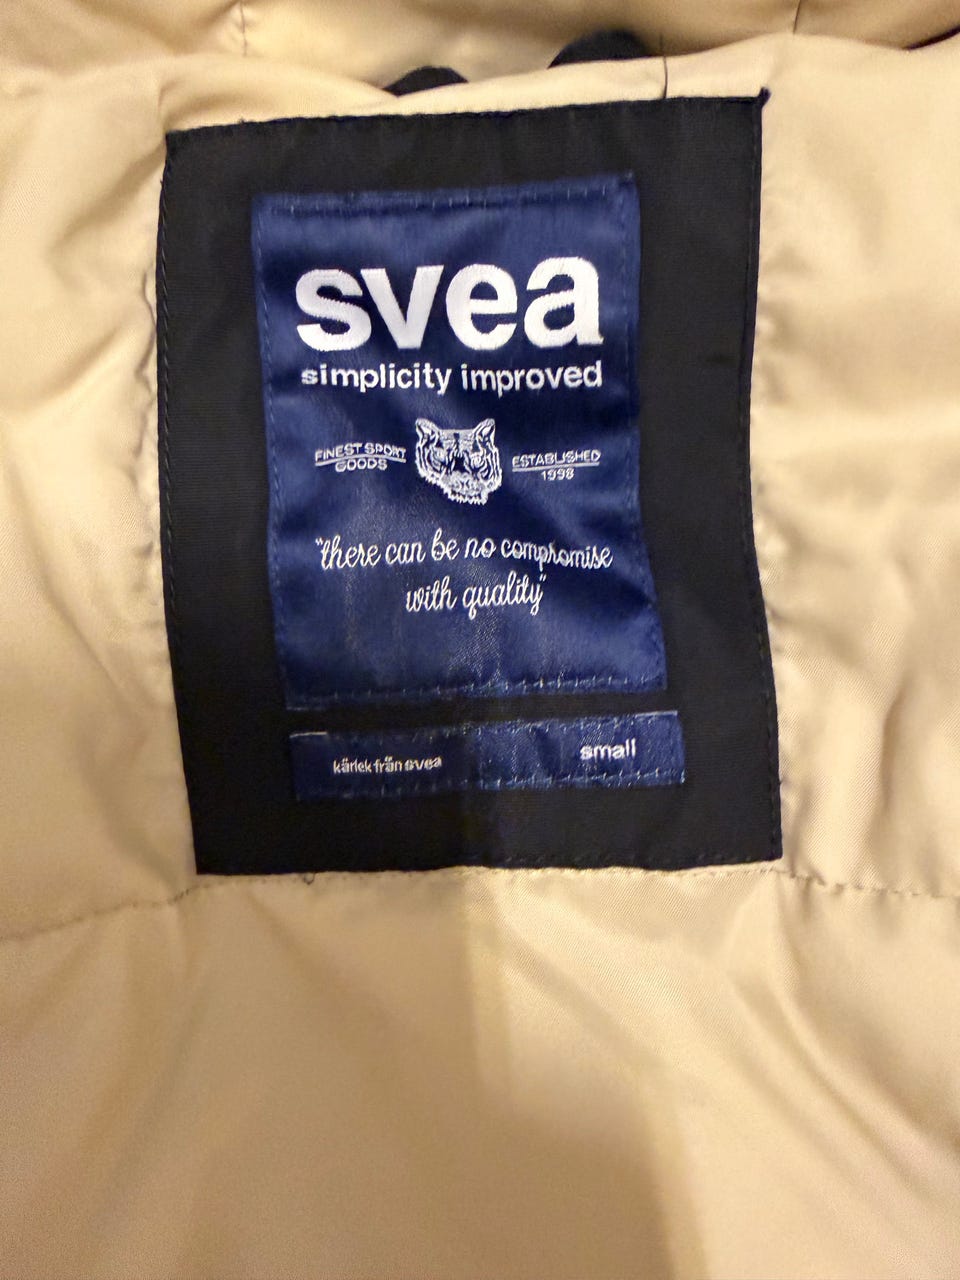 svea
simplicity improved
FINEST SPORT
GOODS
ESTABLISHED
1998
"there can be no compromise
with quality"
kärlek från svea
small